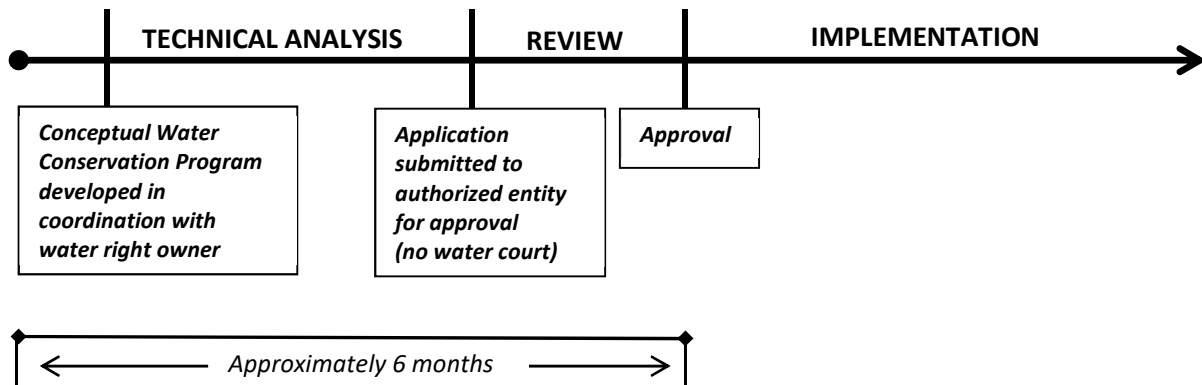 TECHNICAL ANALYSIS
REVIEW
IMPLEMENTATION
Conceptual Water
Conservation Program
developed in
coordination with
water right owner
Application
submitted to
authorized entity
for approval
(no water court)
Approval
Approximately 6 months